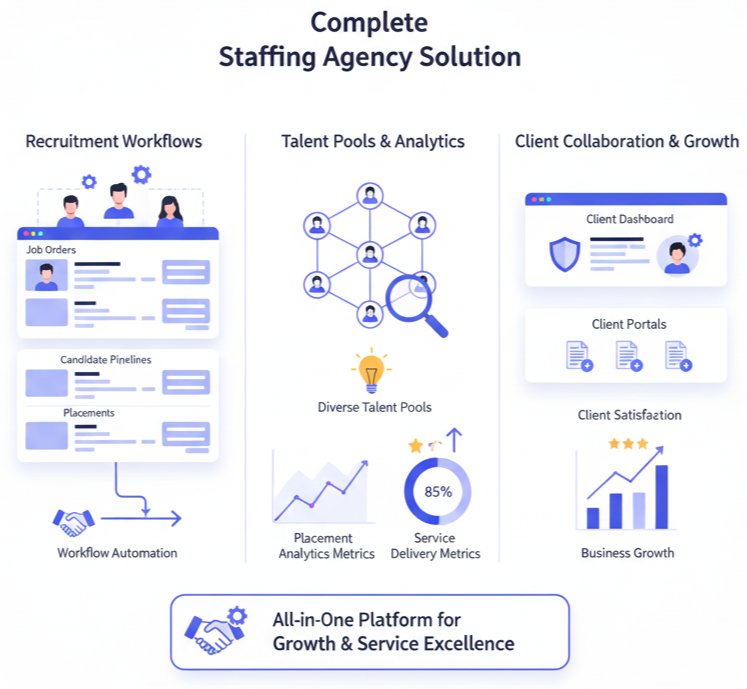 Complete
Staffing Agency Solution
Recruitment Workflows
Job Orders
Candidate Pipelines
Placements
Workflow Automation
Talent Pools & Analytics
Diverse Talent Pools
85%
Placement
Analytics Metrics
Service
Delivery Metrics
Client Collaboration & Growth
Client Dashboard
Client Portals
Client Satisfaction
Business Growth
All-in-One Platform for
Growth & Service Excellence